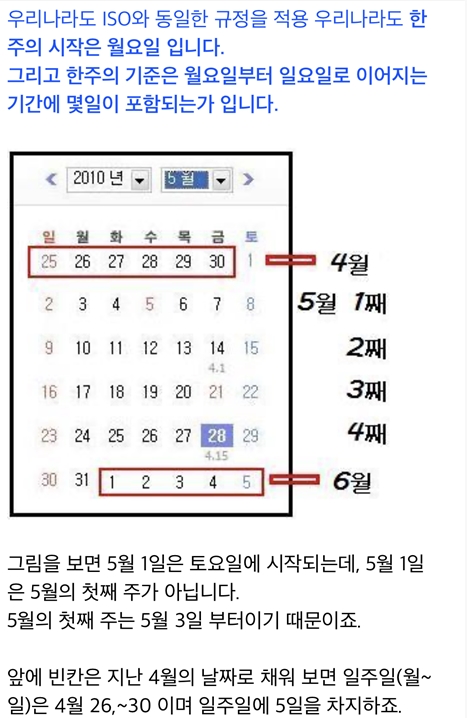 우리나라도 ISO와 동일한 규정을 적용 우리나라도 한
주의 시작은 월요일 입니다.
그리고 한주의 기준은 월요일부터 일요일로 이어지는
기간에 몇일이 포함되는가 입니다.
2010 년 5 월
일 월 화 수 목 금 토
25 26 27 28 29 30 1 4월
2 3 4 5 6 7 8 5월 1째
9 10 11 12 13 14 15 2째
4.1
16 17 18 19 20 21 22 3째
23 24 25 26 27 28 29 4째
4.15
30 31 1 2 3 4 5 6월
그림을 보면 5월 1일은 토요일에 시작되는데, 5월 1일
은 5월의 첫째 주가 아닙니다.
5월의 첫째 주는 5월 3일 부터이기 때문이죠.
앞에 빈칸은 지난 4월의 날짜로 채워 보면 일주일(월~
일)은 4월 26,~30 이며 일주일에 5일을 차지하죠.